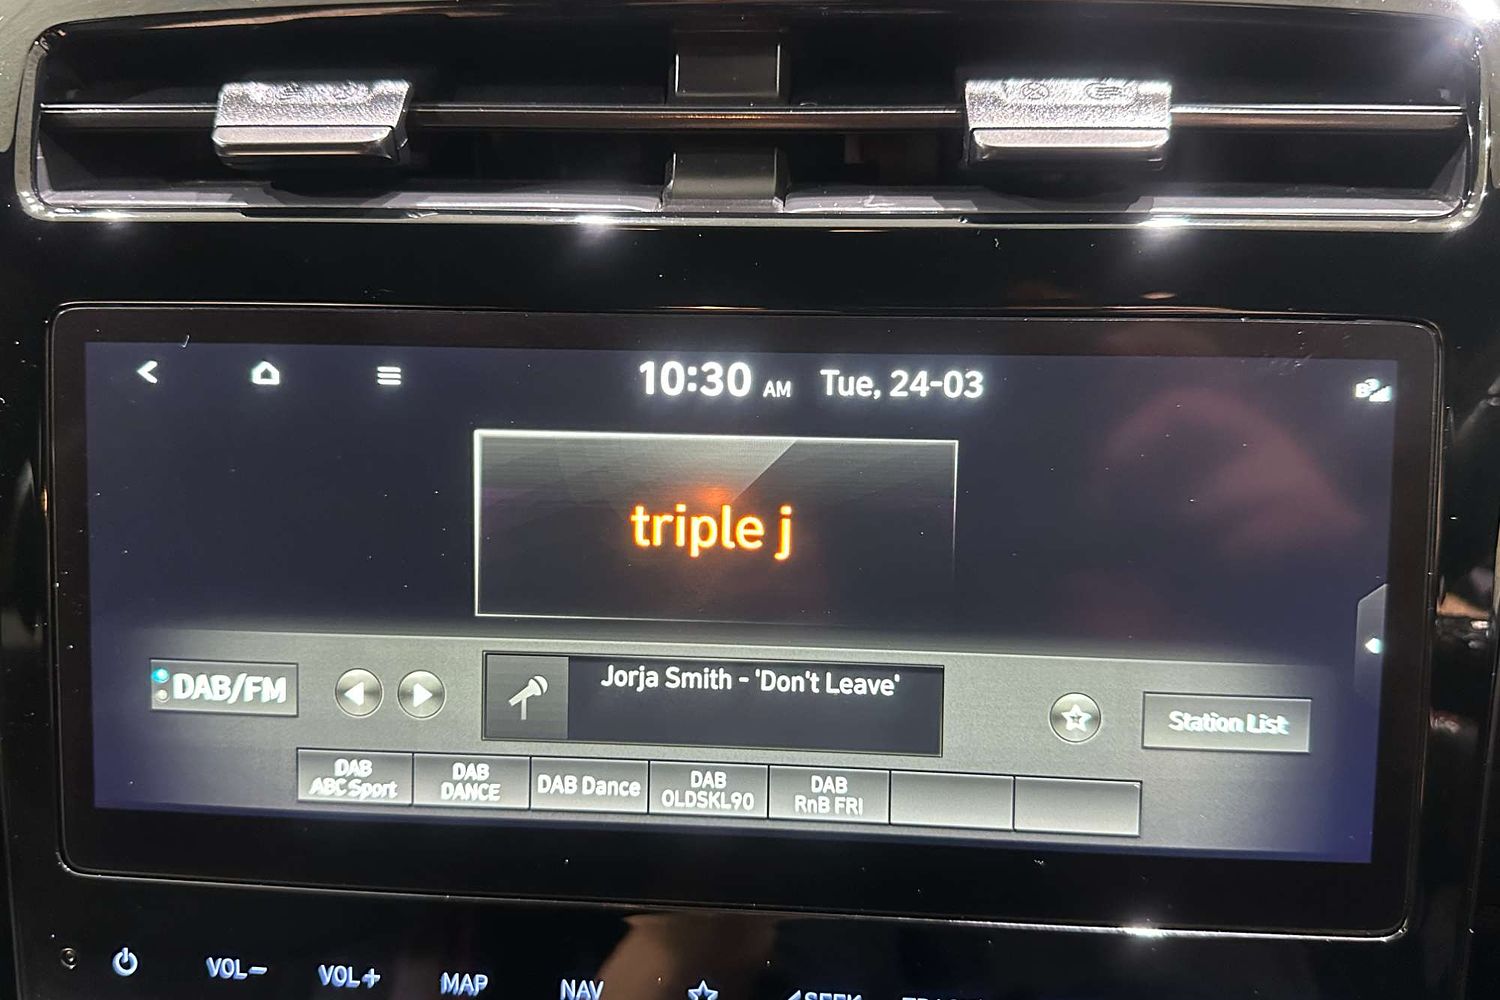 10:30 AM Tue, 24-03
triple j
DAB/FM
Jorja Smith - 'Don't Leave'
Station List
DAB
ABC Sport
DAB
DANCE
DAB Dance
DAB
OLDSKL90
DAB
RnB FRI
VOL-
VOL+
MAP
NAV
SEEK